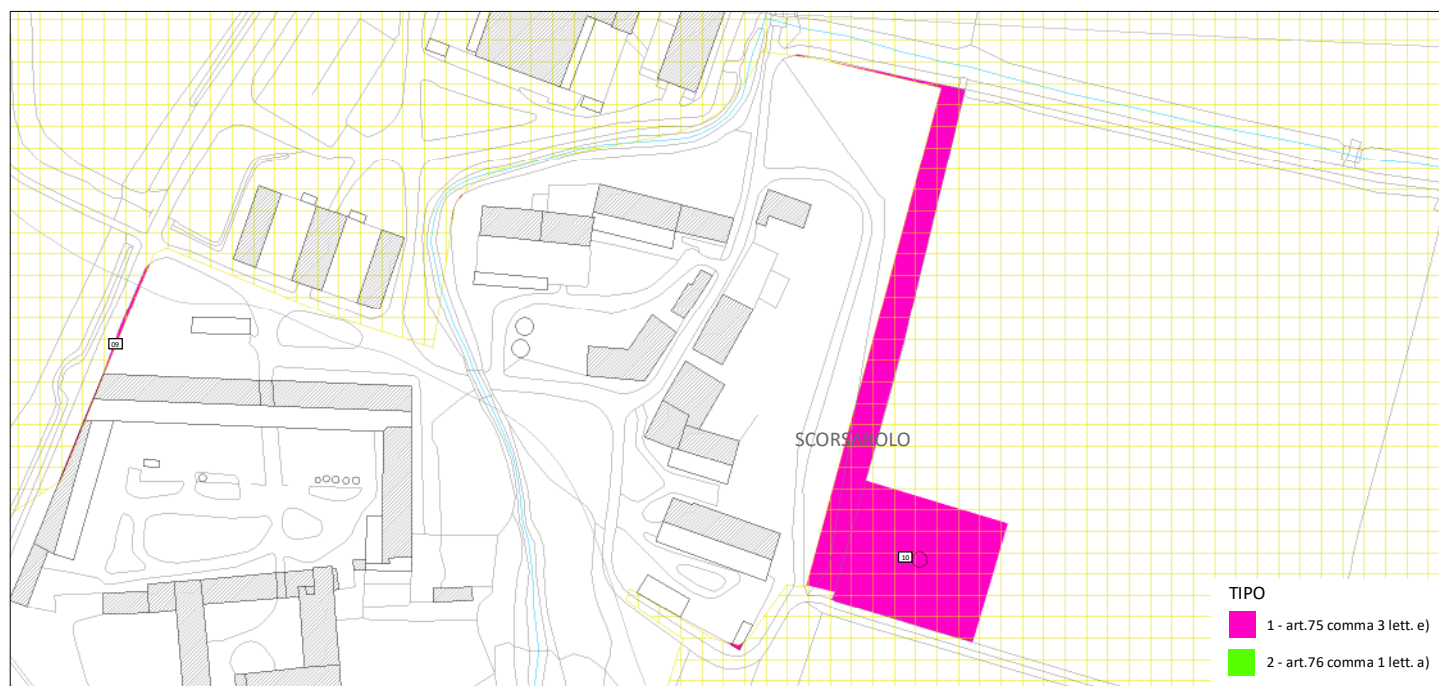 09
SCORSAROLO
10
TIPO
1 - art.75 comma 3 lett. e)
2 - art.76 comma 1 lett. a)